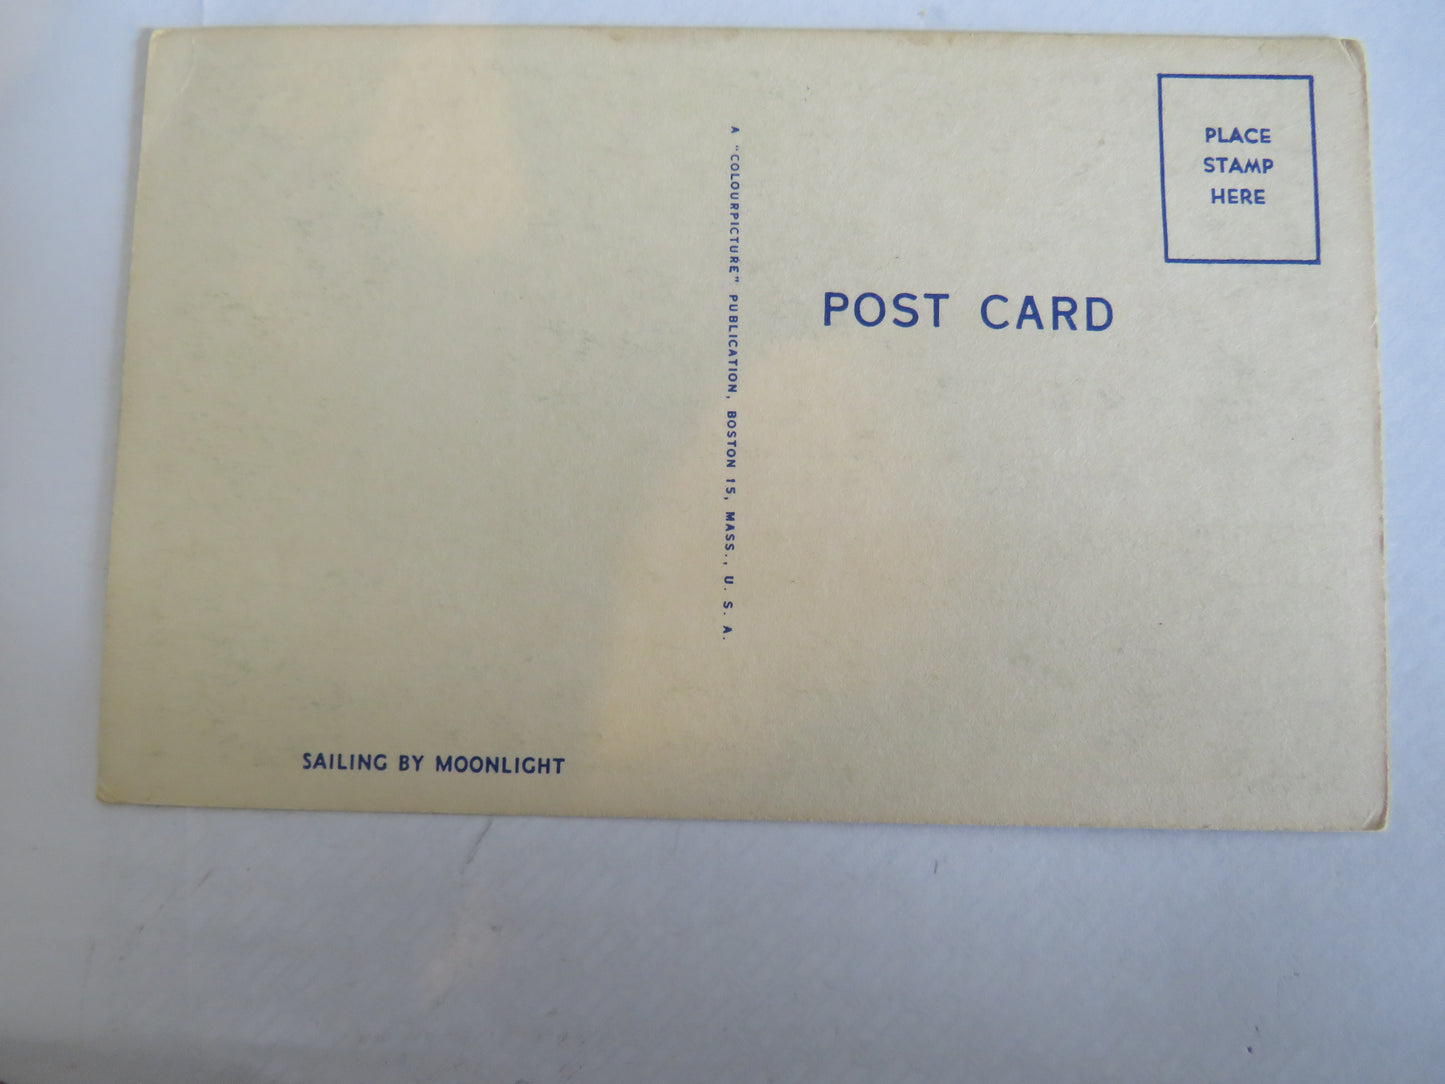 PLACE
STAMP
HERE
POST CARD
A "COLOURPICTURE" PUBLICATION, BOSTON 15, MASS., U. S. A.
SAILING BY MOONLIGHT